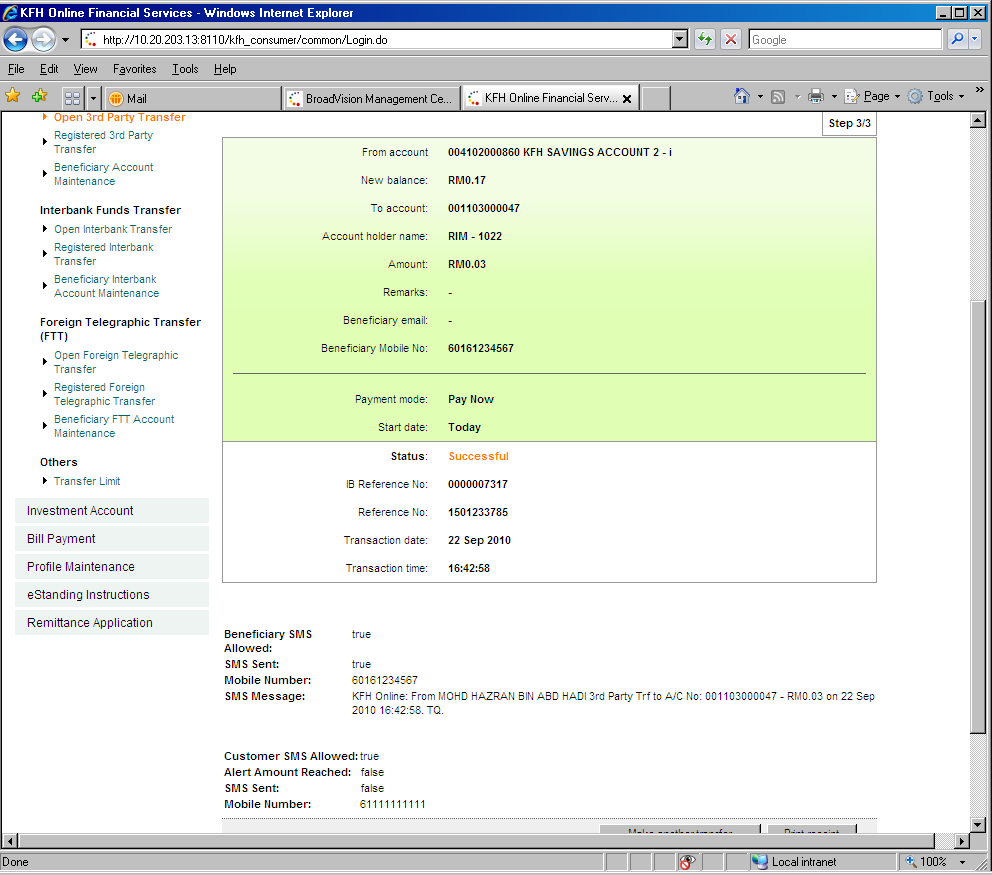 KFH Online Financial Services - Windows Internet Explorer
http://10.20.203.13:8110/kfh_consumer/common/Login.do
Google
File Edit View Favorites Tools Help
Mail
BroadVision Management Ce...
KFH Online Financial Serv...
Page
Tools
»
Open 3rd Party Transfer
Registered 3rd Party
Transfer
Beneficiary Account
Maintenance
Interbank Funds Transfer
Open Interbank Transfer
Registered Interbank
Transfer
Beneficiary Interbank
Account Maintenance
Foreign Telegraphic Transfer
(FTT)
Open Foreign Telegraphic
Transfer
Registered Foreign
Telegraphic Transfer
Beneficiary FTT Account
Maintenance
Others
Transfer Limit
Investment Account
Bill Payment
Profile Maintenance
eStanding Instructions
Remittance Application
Step 3/3
From account 004102000860 KFH SAVINGS ACCOUNT 2 - i
New balance: RM0.17
To account: 001103000047
Account holder name: RIM - 1022
Amount: RM0.03
Remarks: -
Beneficiary email: -
Beneficiary Mobile No: 60161234567
Payment mode: Pay Now
Start date: Today
Status: Successful
IB Reference No: 0000007317
Reference No: 1501233785
Transaction date: 22 Sep 2010
Transaction time: 16:42:58
Beneficiary SMS true
Allowed:
SMS Sent: true
Mobile Number: 60161234567
SMS Message: KFH Online: From MOHD HAZRAN BIN ABD HADI 3rd Party Trf to A/C No: 001103000047 - RM0.03 on 22 Sep
2010 16:42:58. TQ.
Customer SMS Allowed: true
Alert Amount Reached: false
SMS Sent: false
Mobile Number: 61111111111
Make another transfer Print receipt
Done
Local intranet
100%